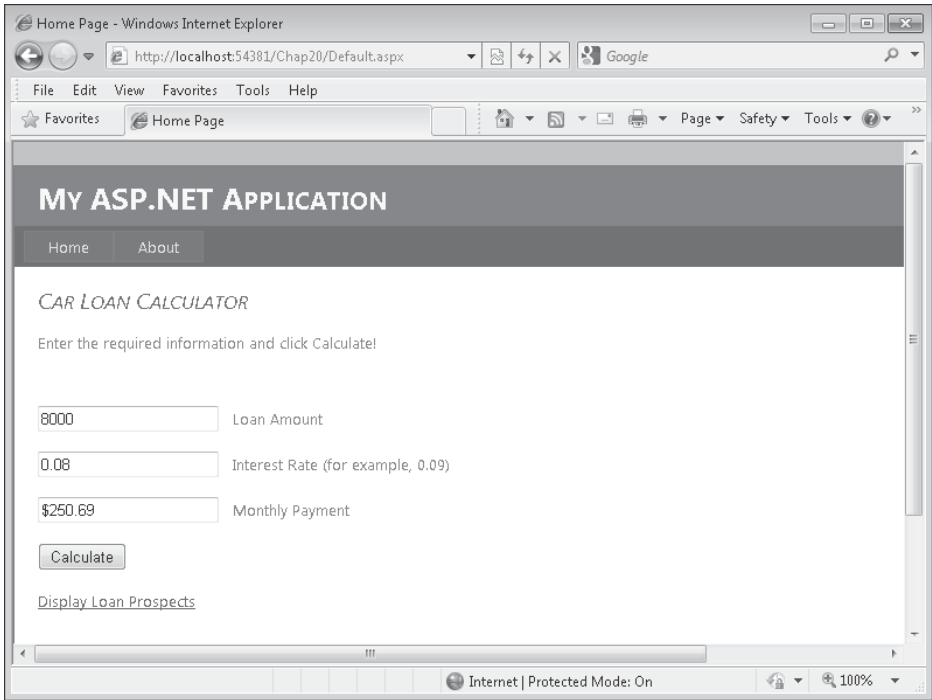 Home Page - Windows Internet Explorer
http://localhost:54381/Chap20/Default.aspx
Google
File Edit View Favorites Tools Help
Favorites
Home Page
Page Safety Tools
MY ASP.NET APPLICATION
Home About
CAR LOAN CALCULATOR
Enter the required information and click Calculate!
8000 Loan Amount
0.08 Interest Rate (for example, 0.09)
$250.69 Monthly Payment
Calculate
Display Loan Prospects
Internet | Protected Mode: On
100%